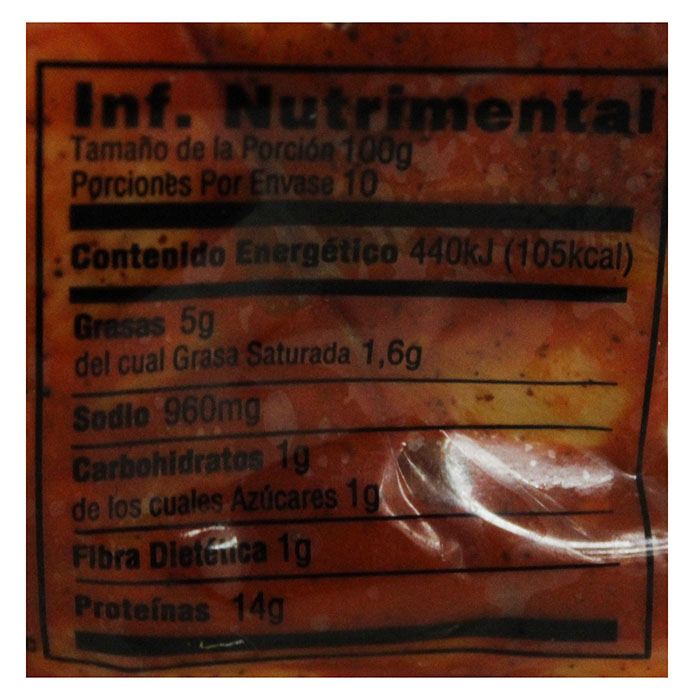 Inf. Nutrimental
Tamaño de la Porción 100g
Porciones Por Envase 10
Contenido Energético 440kJ (105kcal)
Grasas 5g
del cual Grasa Saturada 1,6g
Sodio 960mg
Carbohidratos 1g
de los cuales Azúcares 1g
Fibra Dietética 1g
Proteínas 14g